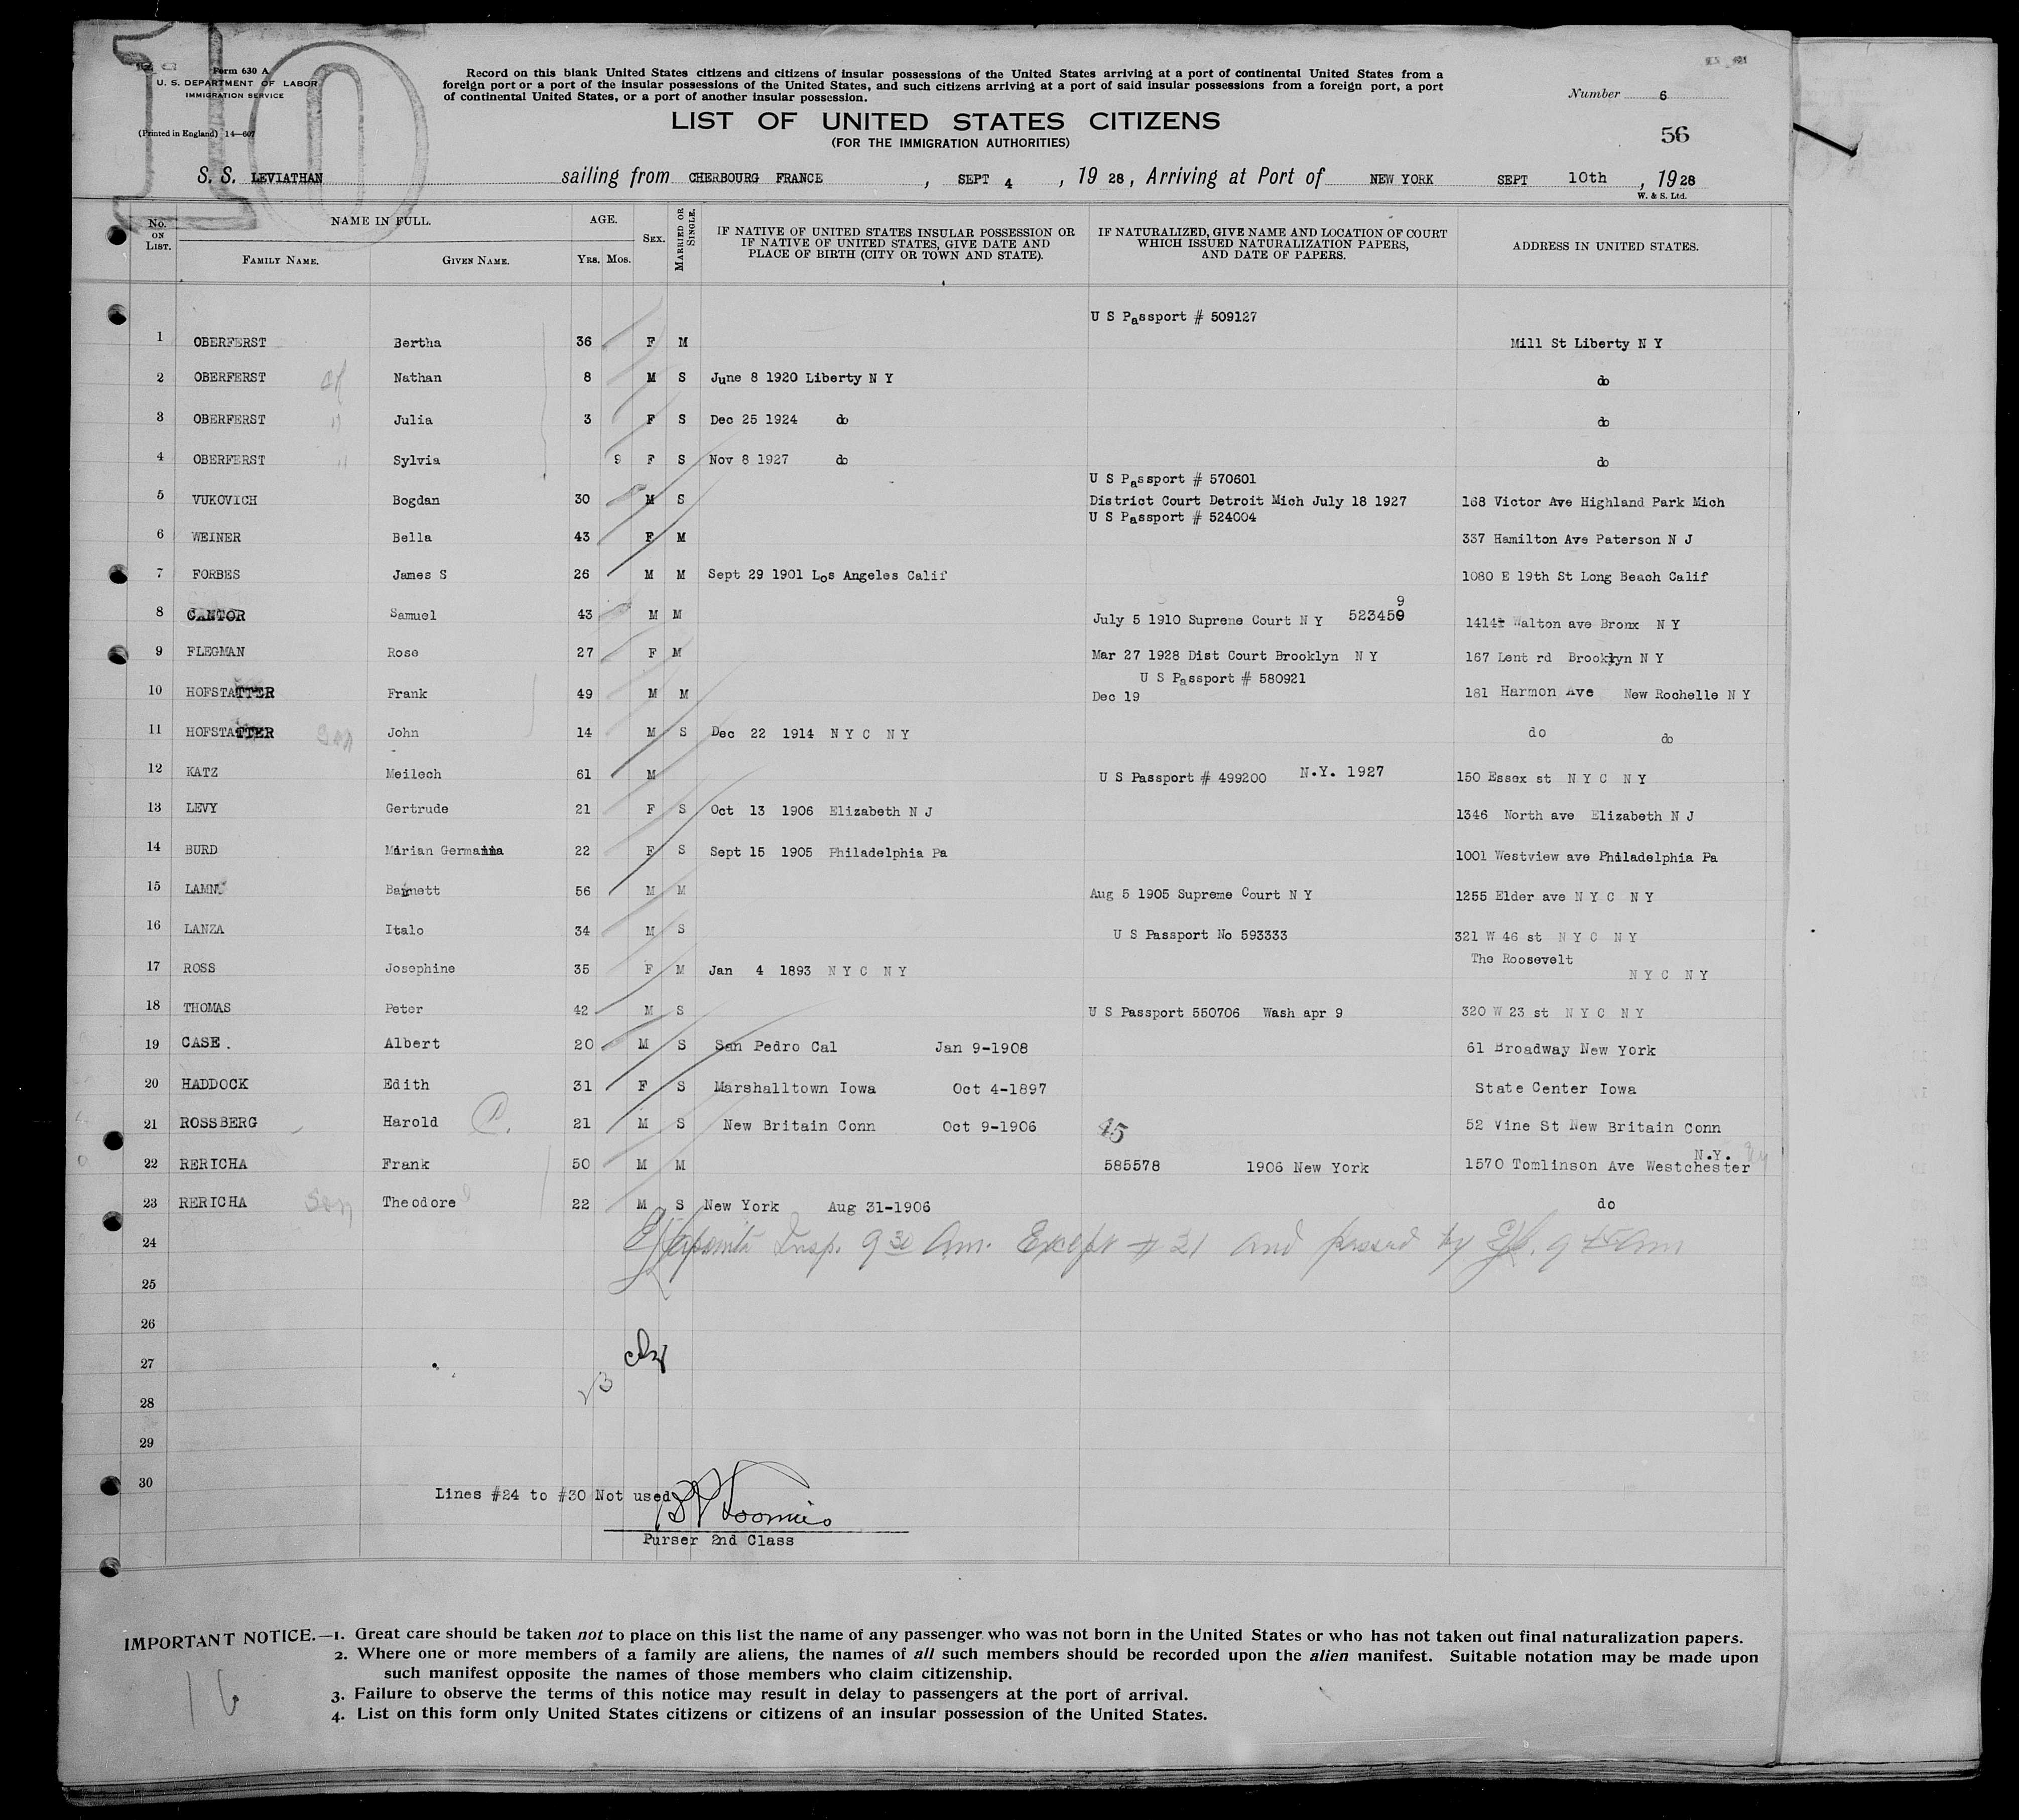 10
Form 630 A
U. S. DEPARTMENT OF LABOR
IMMIGRATION SERVICE
(Printed in England) 14—607
Record on this blank United States citizens and citizens of insular possessions of the United States arriving at a port of continental United States from a
foreign port or a port of the insular possessions of the United States, and such citizens arriving at a port of said insular possessions from a foreign port, a port
of continental United States, or a port of another insular possession.
Number 6
LIST OF UNITED STATES CITIZENS
(FOR THE IMMIGRATION AUTHORITIES)
56
S. S. LEVIATHAN sailing from CHERBOURG FRANCE , SEPT 4 , 19 28, Arriving at Port of NEW YORK SEPT 10th , 1928
W. & S. Ltd.
No. ON LIST. NAME IN FULL. FAMILY NAME. GIVEN NAME. AGE. YRS. MOS. SEX. MARRIED OR SINGLE. IF NATIVE OF UNITED STATES INSULAR POSSESSION OR IF NATIVE OF UNITED STATES, GIVE DATE AND PLACE OF BIRTH (CITY OR TOWN AND STATE). IF NATURALIZED, GIVE NAME AND LOCATION OF COURT WHICH ISSUED NATURALIZATION PAPERS, AND DATE OF PAPERS. ADDRESS IN UNITED STATES.
U S Passport # 509127
1 OBERFERST Bertha 36 F M Mill St Liberty N Y
2 OBERFERST Nathan 8 M S June 8 1920 Liberty N Y do
3 OBERFERST " Julia 3 F S Dec 25 1924 do do
4 OBERFERST " Sylvia 9 F S Nov 8 1927 do do
U S Passport # 570601
5 VUKOVICH Bogdan 30 M S District Court Detroit Mich July 18 1927 168 Victor Ave Highland Park Mich
U S Passport # 524004
6 WEINER Bella 43 F M 337 Hamilton Ave Paterson N J
7 FORBES James S 26 M M Sept 29 1901 Los Angeles Calif 1080 E 19th St Long Beach Calif
9
8 CANTOR Samuel 43 M M July 5 1910 Supreme Court N Y 523459 1414 Walton ave Bronx N Y
9 FLEGMAN Rose 27 F M Mar 27 1928 Dist Court Brooklyn N Y 167 Lent rd Brooklyn N Y
U S Passport # 580921
10 HOFSTATTER Frank 49 M M Dec 19 181 Harmon Ave New Rochelle N Y
11 HOFSTATTER Son John 14 M S Dec 22 1914 N Y C N Y do do
12 KATZ Meilech 61 M U S Passport # 499200 N.Y. 1927 150 Essex st N Y C N Y
13 LEVY Gertrude 21 F S Oct 13 1906 Elizabeth N J 1346 North ave Elizabeth N J
14 BURD Mirian Germaina 22 F S Sept 15 1905 Philadelphia Pa 1001 Westview ave Philadelphia Pa
15 LAMM Barnett 56 M M Aug 5 1905 Supreme Court N Y 1255 Elder ave N Y C N Y
16 LANZA Italo 34 M S U S Passport No 593333 321 W 46 st N Y C N Y
The Roosevelt
17 ROSS Josephine 35 F M Jan 4 1893 N Y C N Y N Y C N Y
18 THOMAS Peter 42 M S U S Passport 550706 Wash apr 9 320 W 23 st N Y C N Y
19 CASE . Albert 20 M S San Pedro Cal Jan 9-1908 61 Broadway New York
20 HADDOCK Edith 31 F S Marshalltown Iowa Oct 4-1897 State Center Iowa
21 ROSSBERG Harold 21 M S New Britain Conn Oct 9-1906 45 52 Vine St New Britain Conn
N.Y.
22 RERICHA Frank 50 M M 585578 1906 New York 1570 Tomlinson Ave Westchester
23 RERICHA Son Theodore 22 M S New York Aug 31-1906 do
24 Insp. 9 30 Am. Except # 21 and passed by 9 45 Am
25
26
27
28
29
30
23
Lines #24 to #30 Not used
B P Loomis
Purser 2nd Class
IMPORTANT NOTICE.—1. Great care should be taken not to place on this list the name of any passenger who was not born in the United States or who has not taken out final naturalization papers.
2. Where one or more members of a family are aliens, the names of all such members should be recorded upon the alien manifest. Suitable notation may be made upon
such manifest opposite the names of those members who claim citizenship.
3. Failure to observe the terms of this notice may result in delay to passengers at the port of arrival.
4. List on this form only United States citizens or citizens of an insular possession of the United States.
16